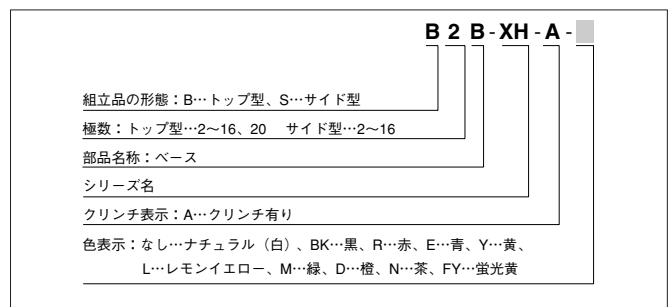 B 2 B - XH - A -
組立品の形態：B…トップ型、S…サイド型
極数：トップ型…2～16、20　サイド型…2～16
部品名称：ベース
シリーズ名
クリンチ表示：A…クリンチ有り
色表示：なし…ナチュラル（白）、BK…黒、R…赤、E…青、Y…黄、
L…レモンイエロー、M…緑、D…橙、N…茶、FY…蛍光黄